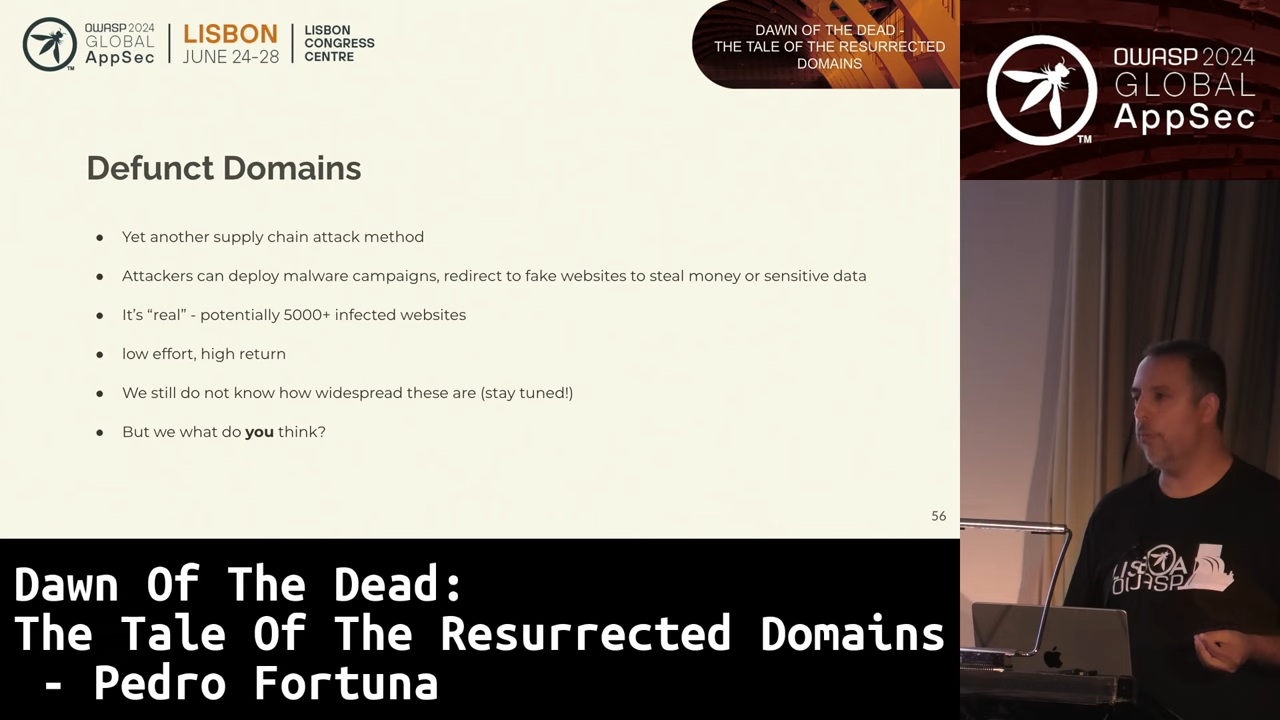 OWASP 2024
GLOBAL
AppSec
TM
LISBON
JUNE 24-28
LISBON
CONGRESS
CENTRE
DAWN OF THE DEAD -
THE TALE OF THE RESURRECTED
DOMAINS
OWASP 2024
GLOBAL
AppSec
TM
Defunct Domains
● Yet another supply chain attack method
● Attackers can deploy malware campaigns, redirect to fake websites to steal money or sensitive data
● It’s “real” - potentially 5000+ infected websites
● low effort, high return
● We still do not know how widespread these are (stay tuned!)
● But we what do you think?
56
OWASP
Dawn Of The Dead:
The Tale Of The Resurrected Domains
- Pedro Fortuna